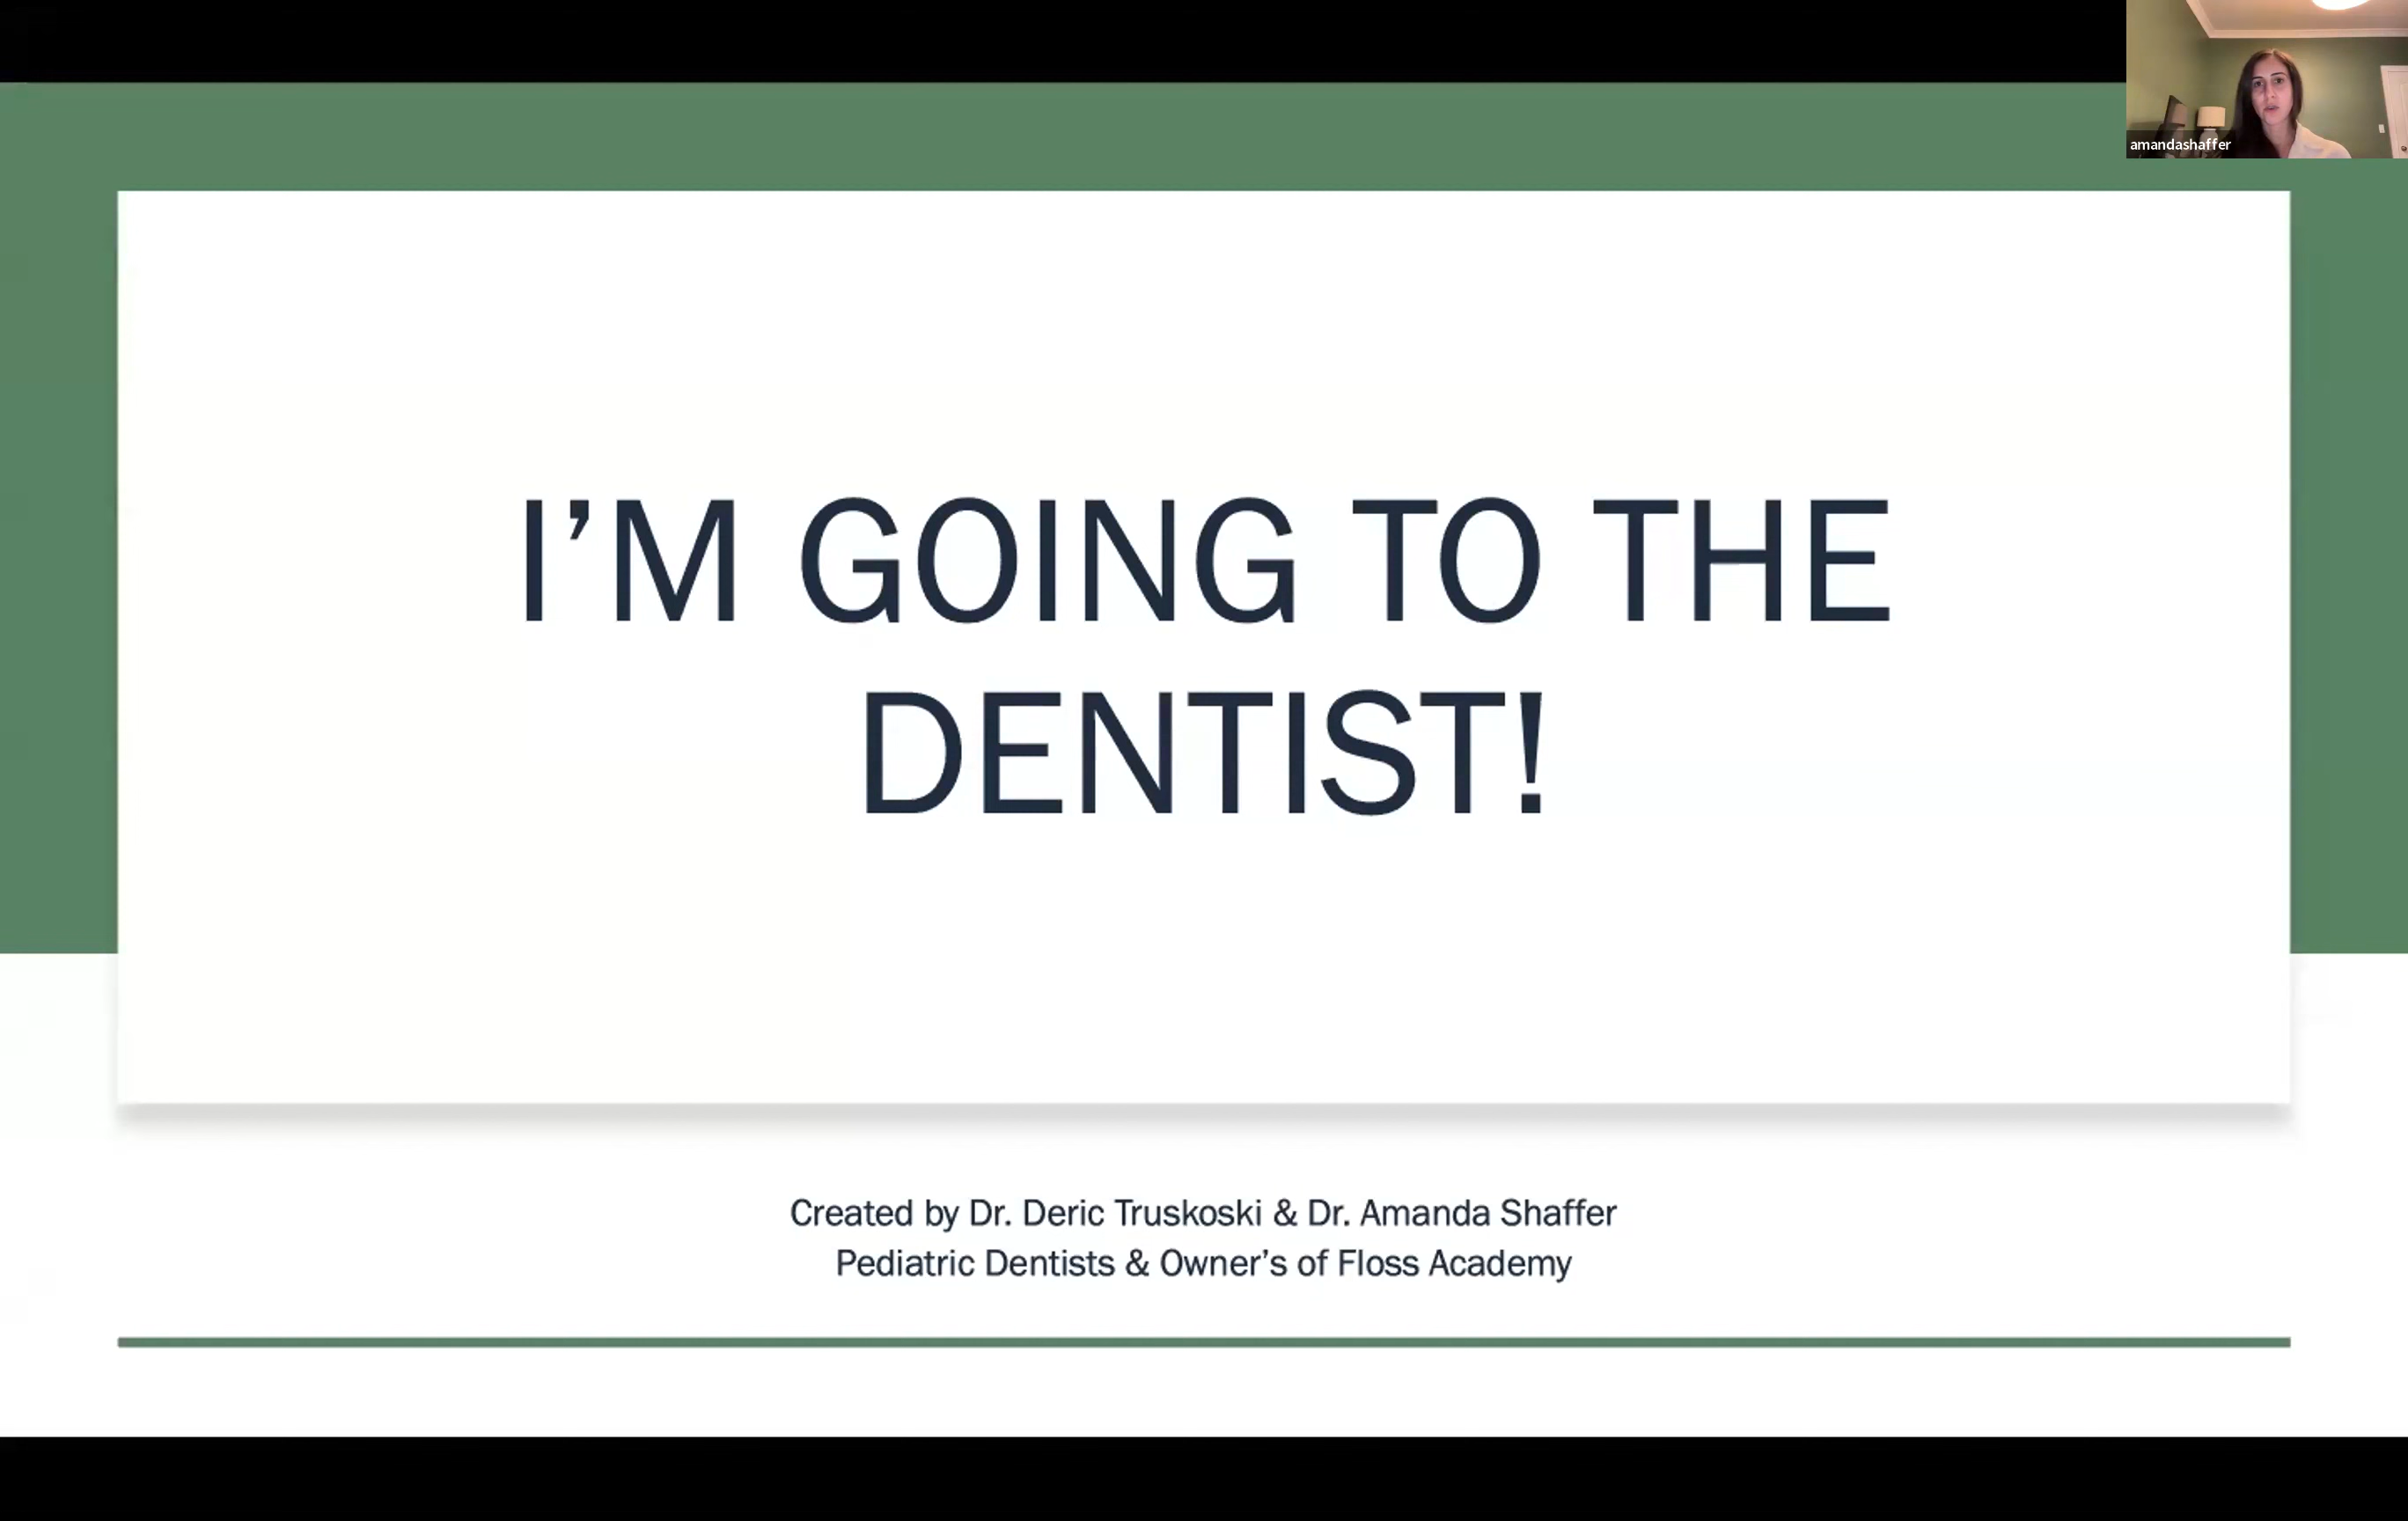 amandashaffer
I’M GOING TO THE
DENTIST!
Created by Dr. Deric Truskoski & Dr. Amanda Shaffer
Pediatric Dentists & Owner’s of Floss Academy